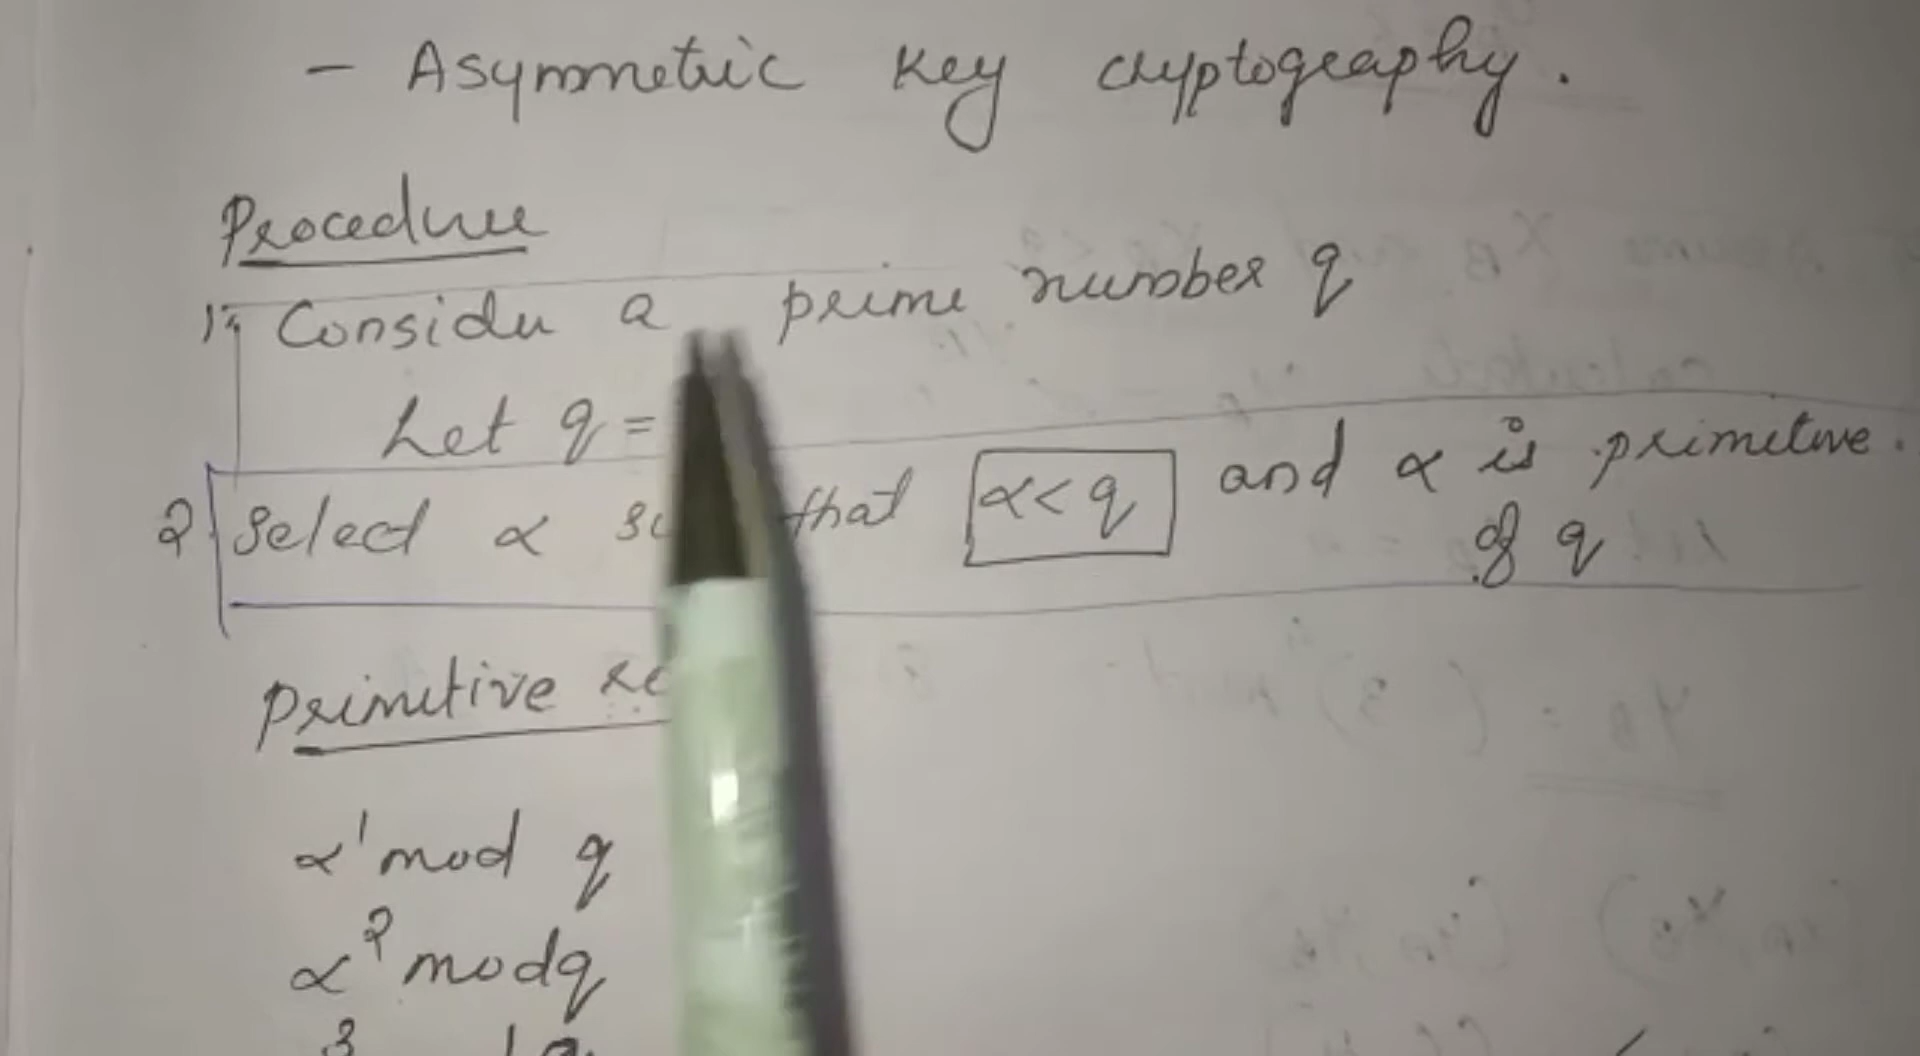 - Asymmetric key cryptography.
Procedure
1) Consider a prime number q
Let q =
2) Select α that α < q and α is primitive
of q
primitive
α¹ mod q
α² mod q